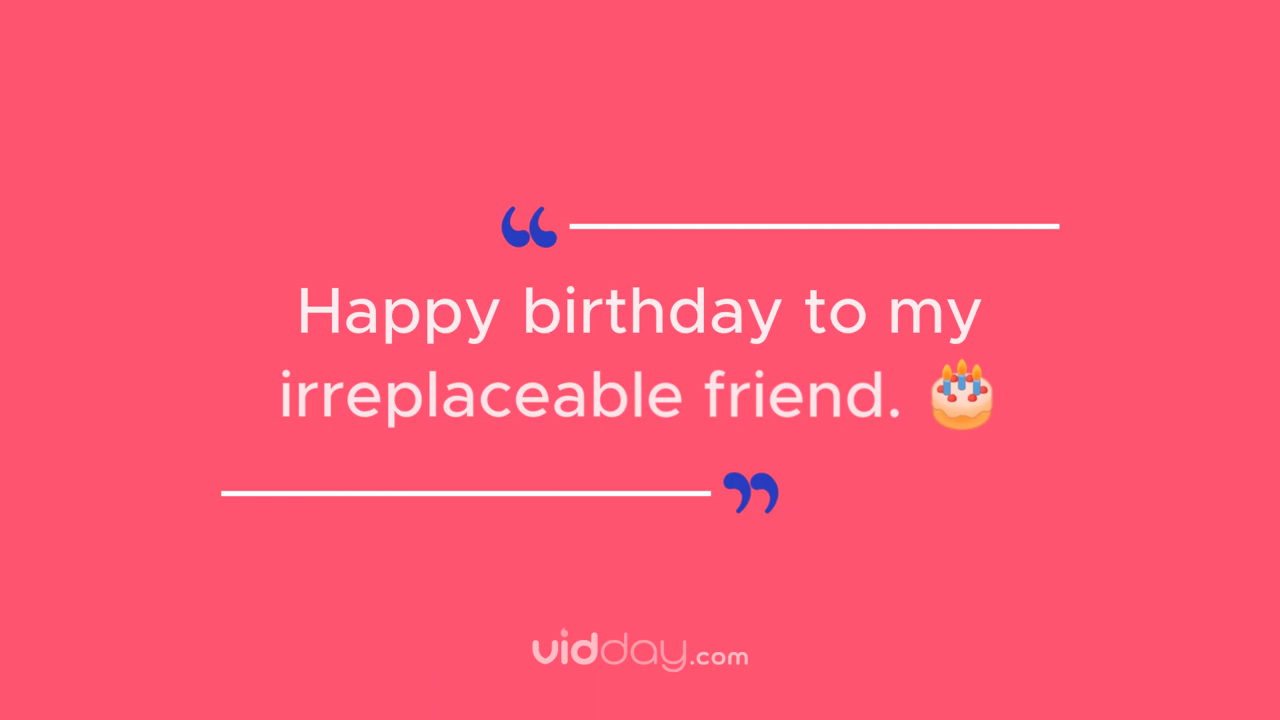 “
Happy birthday to my
irreplaceable friend. 🎂
”
vidday.com